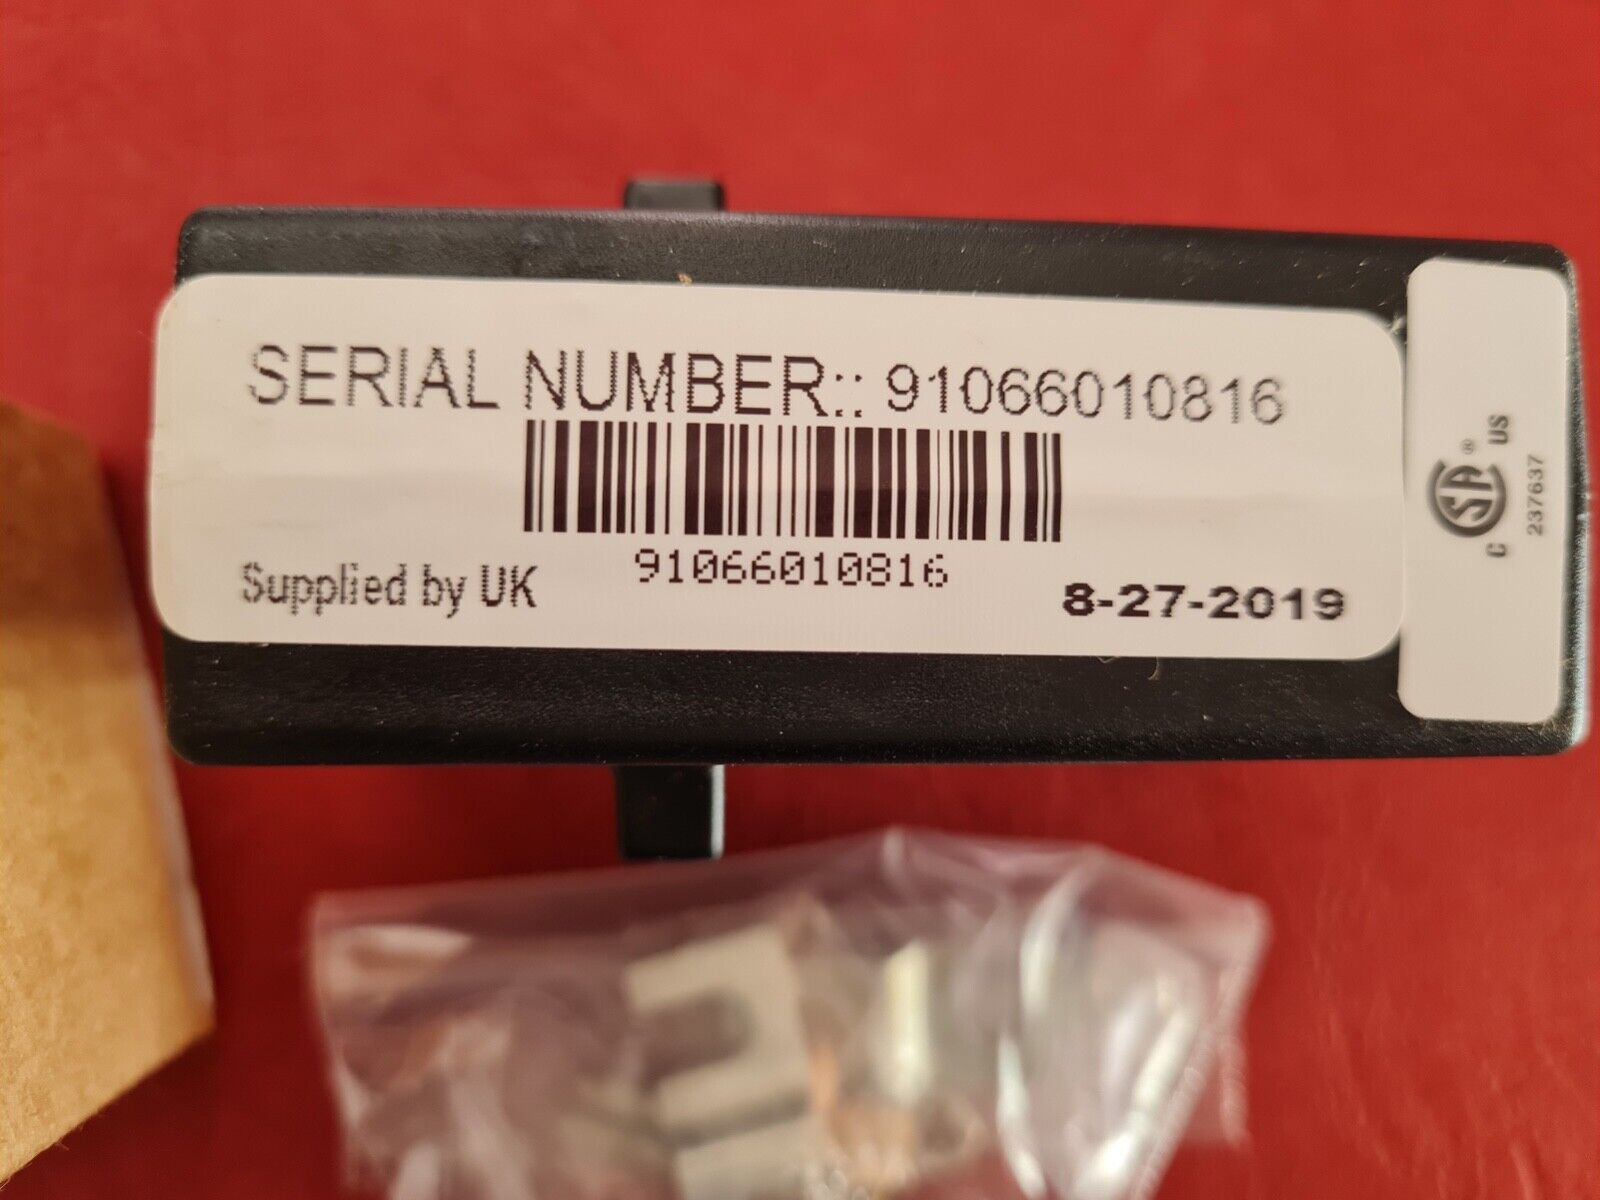 SERIAL NUMBER:: 91066010816
91066010816
Supplied by UK
8-27-2019
C SA ® US
237637